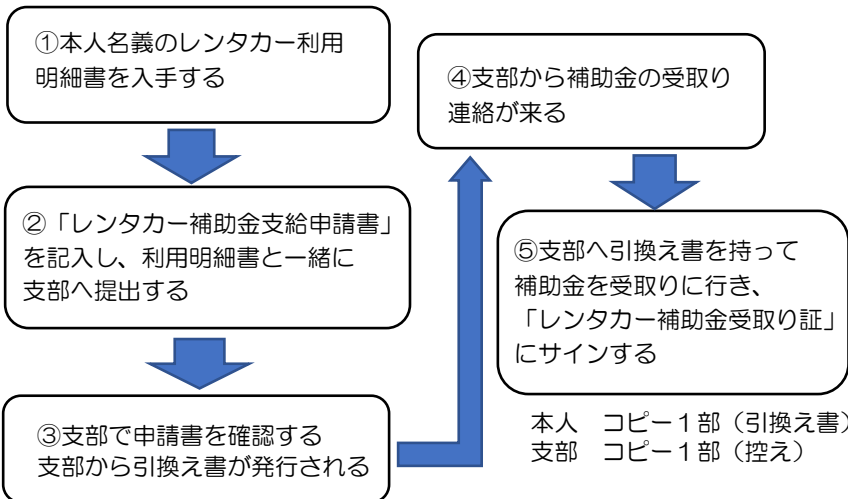 ①本人名義のレンタカー利用
明細書を入手する
②「レンタカー補助金支給申請書」
を記入し、利用明細書と一緒に
支部へ提出する
③支部で申請書を確認する
支部から引換え書が発行される
④支部から補助金の受取り
連絡が来る
⑤支部へ引換え書を持って
補助金を受取りに行き、
「レンタカー補助金受取り証」
にサインする
本人　コピー１部（引換え書）
支部　コピー１部（控え）